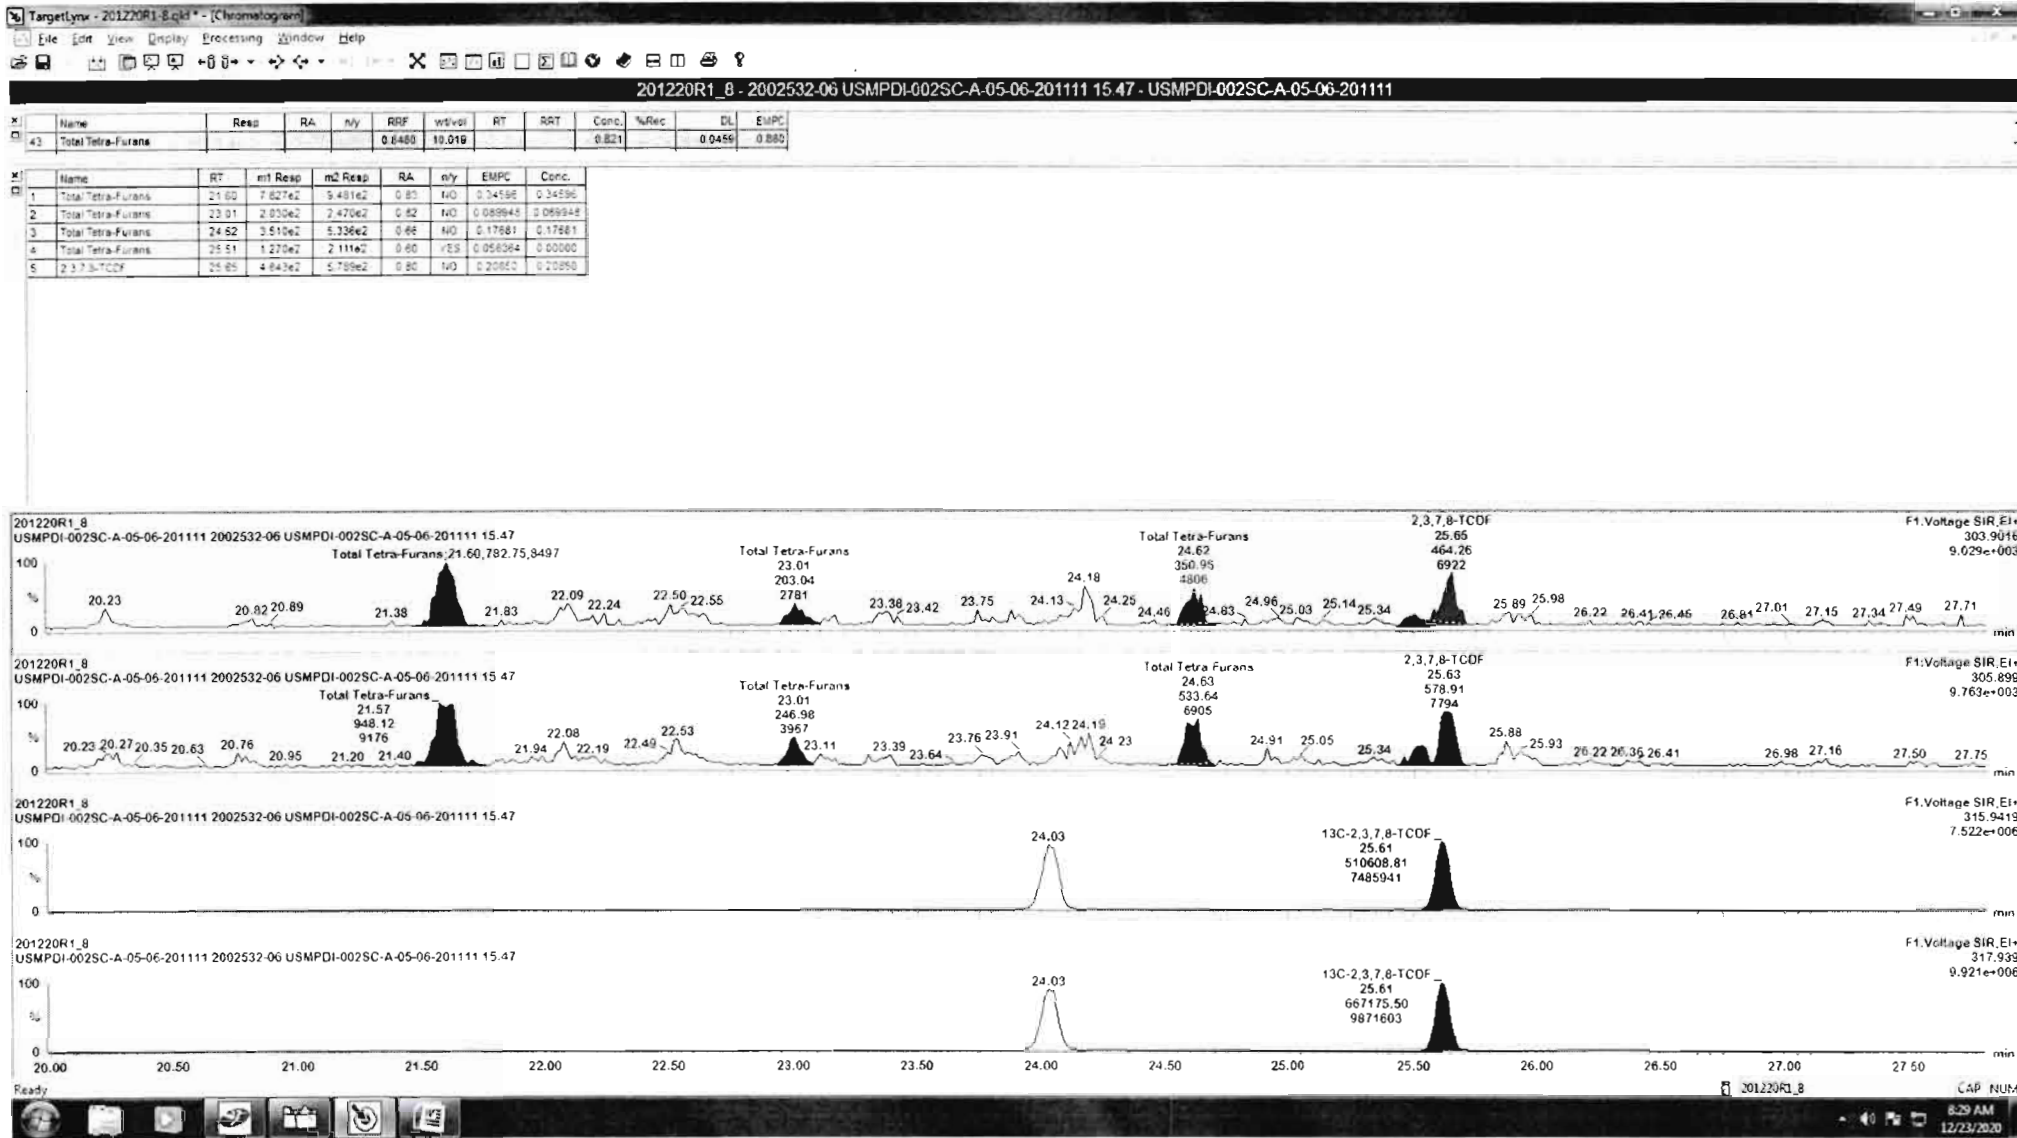 TargetLynx - 201220R1-8.qld * - [Chromatogram]
File Edit View Display Processing Window Help
201220R1_8 - 2002532-06 USMPDI-002SC-A-05-06-201111 15.47 - USMPDI-002SC-A-05-06-201111
Name Resp RA n/y RRF wt/vol RT RRT Conc. %Rec DL EMPC
43 Total Tetra-Furans 0.8480 10.019 0.821 0.0459 0.880
Name RT m1 Resp m2 Resp RA n/y EMPC Conc.
1 Total Tetra-Furans 21.60 7.827e2 9.481e2 0.83 NO 0.34596 0.34596
2 Total Tetra-Furans 23.01 2.030e2 2.470e2 0.82 NO 0.089948 0.089948
3 Total Tetra-Furans 24.62 3.510e2 5.336e2 0.66 NO 0.17681 0.17681
4 Total Tetra-Furans 25.51 1.270e2 2.111e2 0.60 YES 0.056364 0.00000
5 2,3,7,8-TCDF 25.65 4.643e2 5.789e2 0.80 NO 0.20850 0.20850
201220R1_8
USMPDI-002SC-A-05-06-201111 2002532-06 USMPDI-002SC-A-05-06-201111 15.47
F1:Voltage SIR,EI+
303.9016
9.029e+003
Total Tetra-Furans;21.60,782.75,8497
Total Tetra-Furans
23.01
203.04
2781
Total Tetra-Furans
24.62
350.95
4806
2,3,7,8-TCDF
25.65
464.26
6922
100
%
0
20.23 20.82 20.89 21.38 21.83 22.09 22.24 22.50 22.55 23.38 23.42 23.75 24.13 24.18 24.25 24.46 24.83 24.96 25.03 25.14 25.34 25.89 25.98 26.22 26.41 26.46 26.81 27.01 27.15 27.34 27.49 27.71
min
201220R1_8
USMPDI-002SC-A-05-06-201111 2002532-06 USMPDI-002SC-A-05-06-201111 15.47
F1:Voltage SIR,EI+
305.899
9.763e+003
Total Tetra-Furans
21.57
948.12
9176
Total Tetra-Furans
23.01
246.98
3967
Total Tetra-Furans
24.63
533.64
6905
2,3,7,8-TCDF
25.63
578.91
7794
100
%
0
20.23 20.27 20.35 20.63 20.76 20.95 21.20 21.40 21.94 22.08 22.19 22.49 22.53 23.11 23.39 23.64 23.76 23.91 24.12 24.19 24.23 24.91 25.05 25.34 25.88 25.93 26.22 26.36 26.41 26.98 27.16 27.50 27.75
min
201220R1_8
USMPDI-002SC-A-05-06-201111 2002532-06 USMPDI-002SC-A-05-06-201111 15.47
F1:Voltage SIR,EI+
315.9419
7.522e+006
24.03
13C-2,3,7,8-TCDF
25.61
510608.81
7485941
100
%
0
min
201220R1_8
USMPDI-002SC-A-05-06-201111 2002532-06 USMPDI-002SC-A-05-06-201111 15.47
F1:Voltage SIR,EI+
317.939
9.921e+006
24.03
13C-2,3,7,8-TCDF
25.61
667175.50
9871603
100
%
0
min
20.00 20.50 21.00 21.50 22.00 22.50 23.00 23.50 24.00 24.50 25.00 25.50 26.00 26.50 27.00 27.50
Ready
201220R1_8
CAP NUM
8:29 AM
12/23/2020